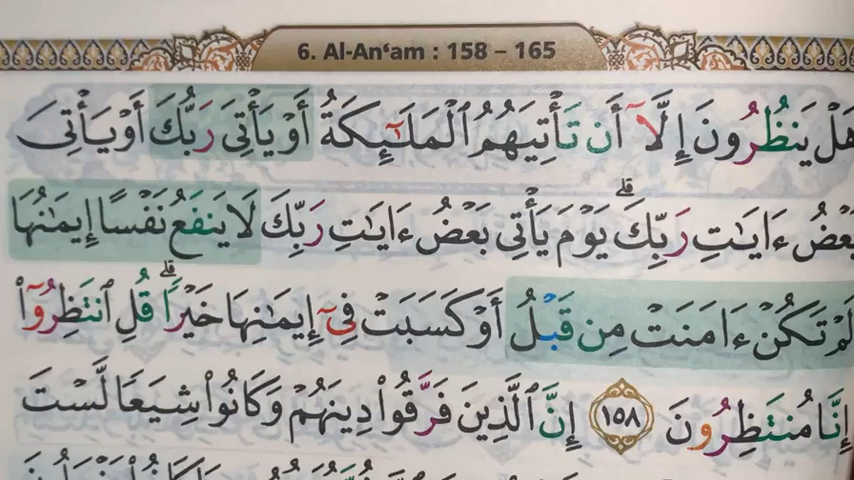 6. Al-An‘am : 158 – 165
هَلْ يَنظُرُونَ إِلَّآ أَن تَأْتِيَهُمُ ٱلْمَلَـٰٓئِكَةُ أَوْ يَأْتِىَ رَبُّكَ أَوْ يَأْتِىَ
بَعْضُ ءَايَـٰتِ رَبِّكَ ۗ يَوْمَ يَأْتِى بَعْضُ ءَايَـٰتِ رَبِّكَ لَا يَنفَعُ نَفْسًا إِيمَـٰنُهَا
لَمْ تَكُنْ ءَامَنَتْ مِن قَبْلُ أَوْ كَسَبَتْ فِىٓ إِيمَـٰنِهَا خَيْرًا ۗ قُلِ ٱنتَظِرُوٓا۟
إِنَّا مُنتَظِرُونَ ١٥٨ إِنَّ ٱلَّذِينَ فَرَّقُوا۟ دِينَهُمْ وَكَانُوا۟ شِيَعًا لَّسْتَ